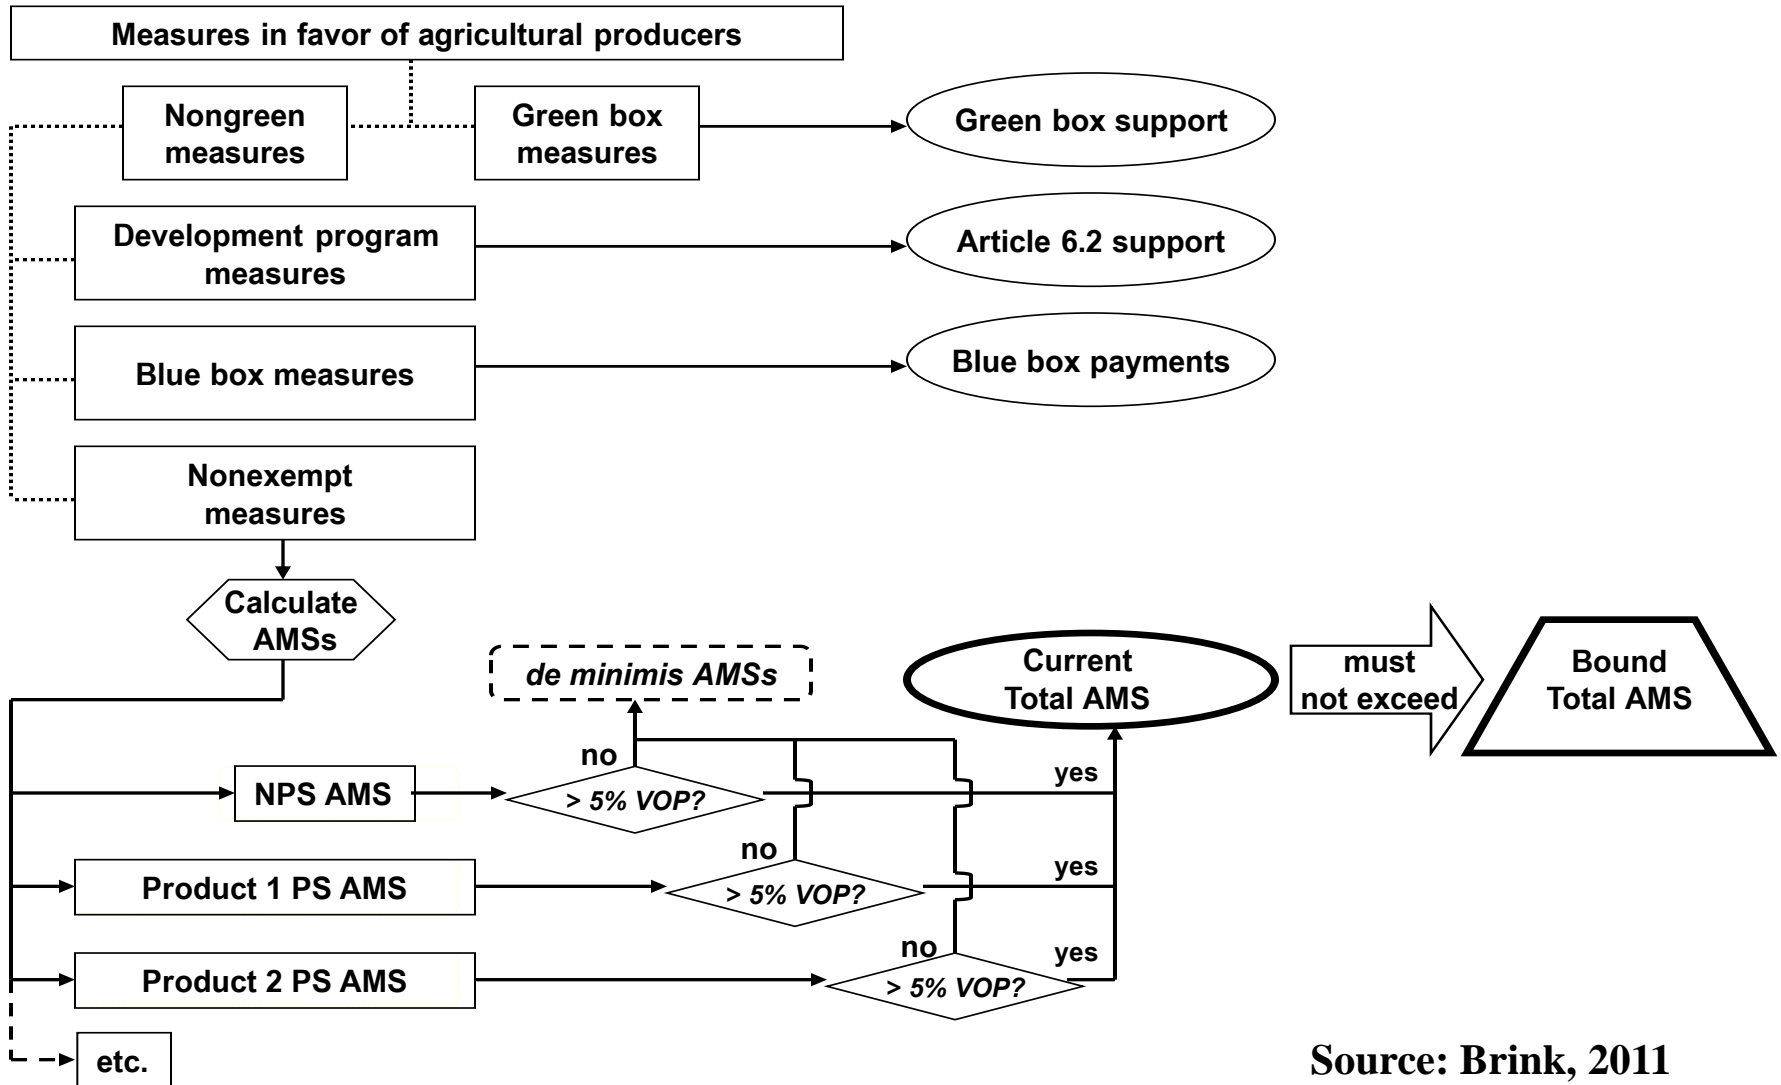 Measures in favor of agricultural producers
Nongreen
measures
Green box
measures
Green box support
Development program
measures
Article 6.2 support
Blue box measures
Blue box payments
Nonexempt
measures
Calculate
AMSs
de minimis AMSs
Current
Total AMS
must
not exceed
Bound
Total AMS
no
yes
NPS AMS
> 5% VOP?
no
yes
Product 1 PS AMS
> 5% VOP?
no
yes
Product 2 PS AMS
> 5% VOP?
etc.
Source: Brink, 2011